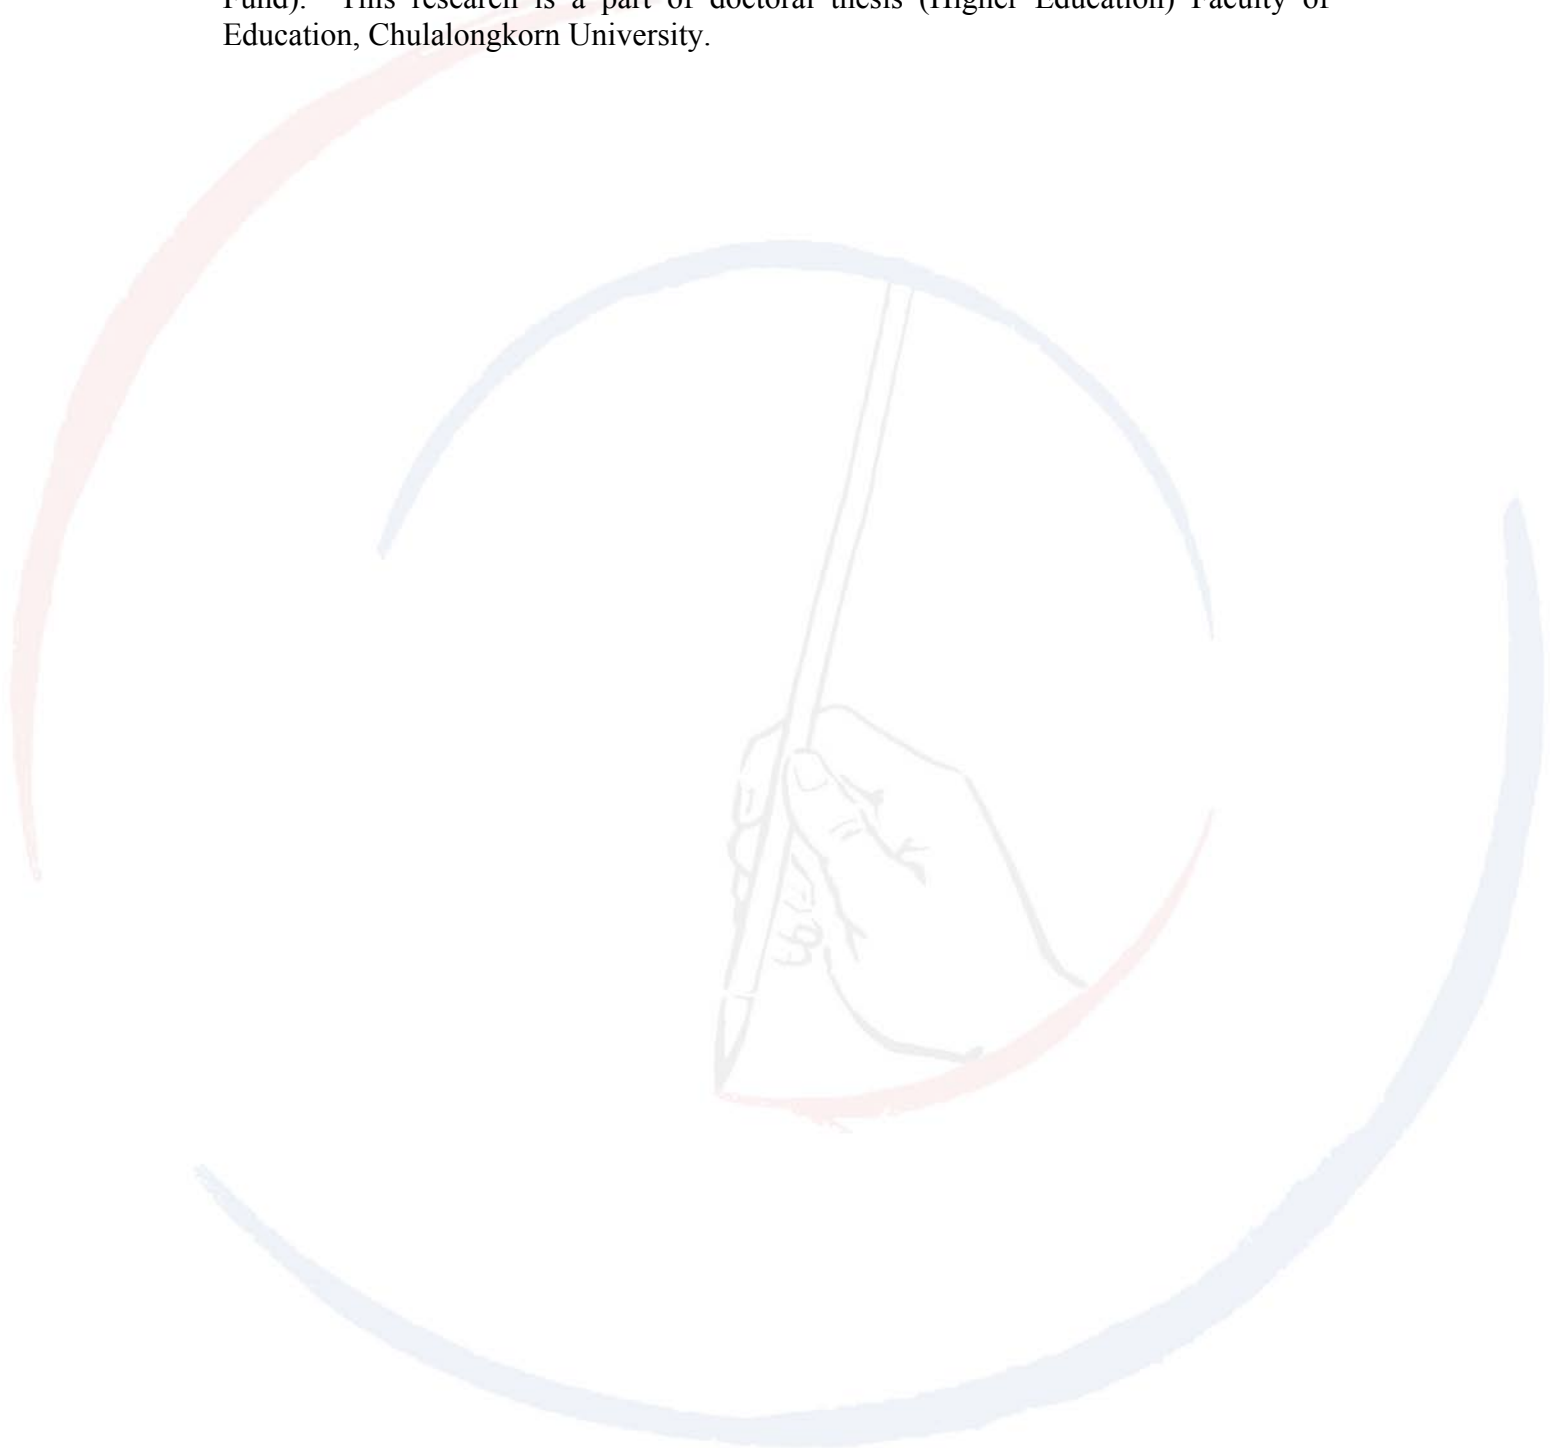 Fund). This research is a part of doctoral thesis (Higher Education) Faculty of
Education, Chulalongkorn University.